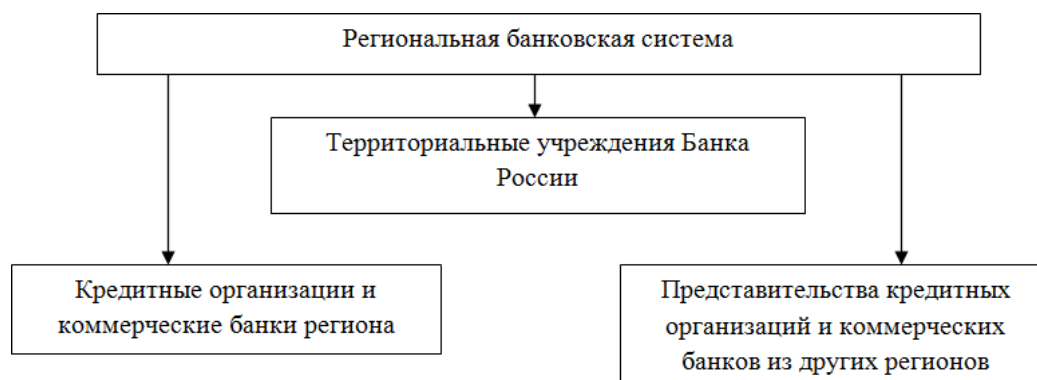 Региональная банковская система
Территориальные учреждения Банка
России
Кредитные организации и
коммерческие банки региона
Представительства кредитных
организаций и коммерческих
банков из других регионов